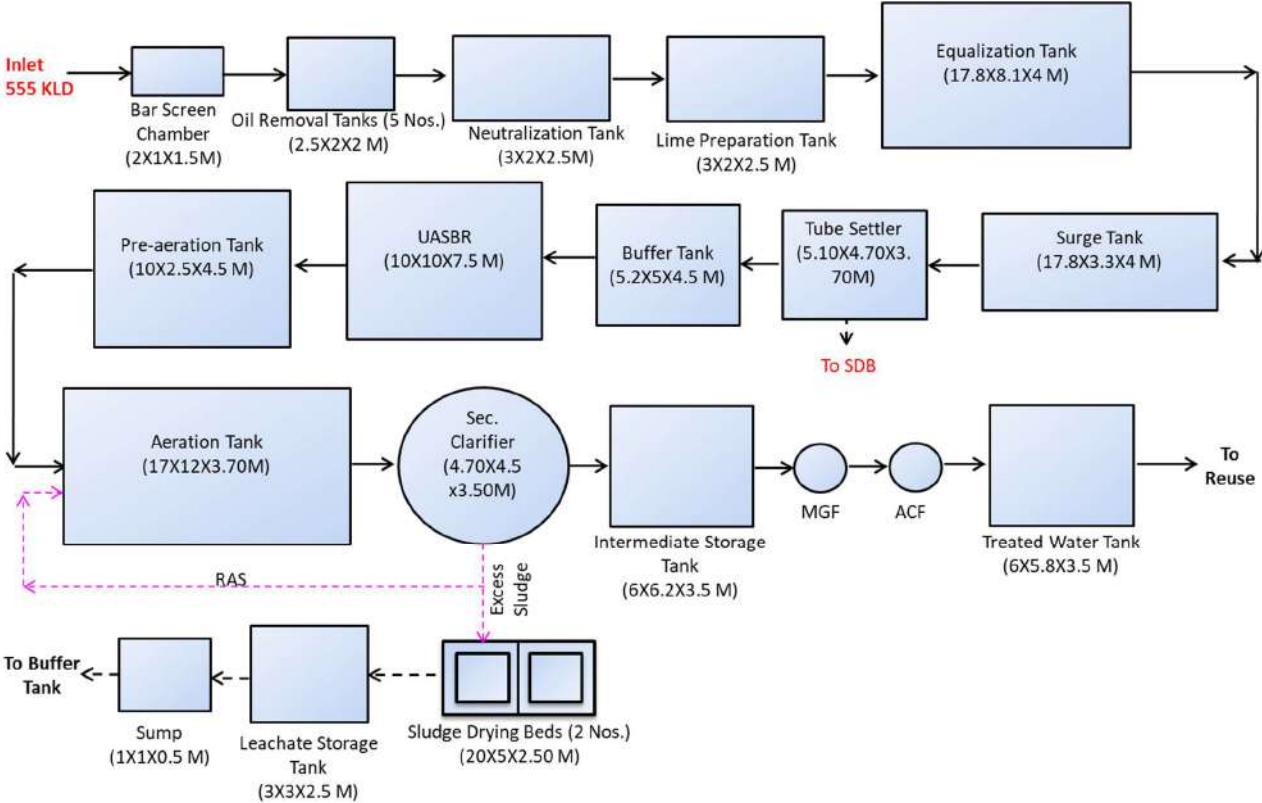 Inlet
555 KLD
Bar Screen
Chamber
(2X1X1.5M)
Oil Removal Tanks (5 Nos.)
(2.5X2X2 M)
Neutralization Tank
(3X2X2.5M)
Lime Preparation Tank
(3X2X2.5 M)
Equalization Tank
(17.8X8.1X4 M)
Surge Tank
(17.8X3.3X4 M)
Tube Settler
(5.10X4.70X3.
70M)
To SDB
Buffer Tank
(5.2X5X4.5 M)
UASBR
(10X10X7.5 M)
Pre-aeration Tank
(10X2.5X4.5 M)
Aeration Tank
(17X12X3.70M)
Sec.
Clarifier
(4.70X4.5
x3.50M)
Intermediate Storage
Tank
(6X6.2X3.5 M)
MGF
ACF
Treated Water Tank
(6X5.8X3.5 M)
To
Reuse
RAS
Excess
Sludge
Sludge Drying Beds (2 Nos.)
(20X5X2.50 M)
Leachate Storage
Tank
(3X3X2.5 M)
Sump
(1X1X0.5 M)
To Buffer
Tank